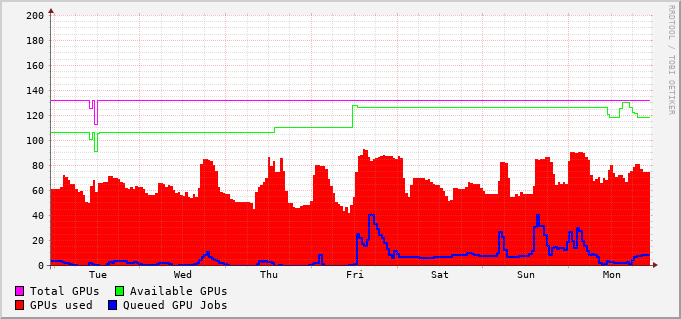 200
180
160
140
120
100
80
60
40
20
0
Tue Wed Thu Fri Sat Sun Mon
Total GPUs Available GPUs
GPUs used Queued GPU Jobs
RRDTOOL / TOBI OETIKER